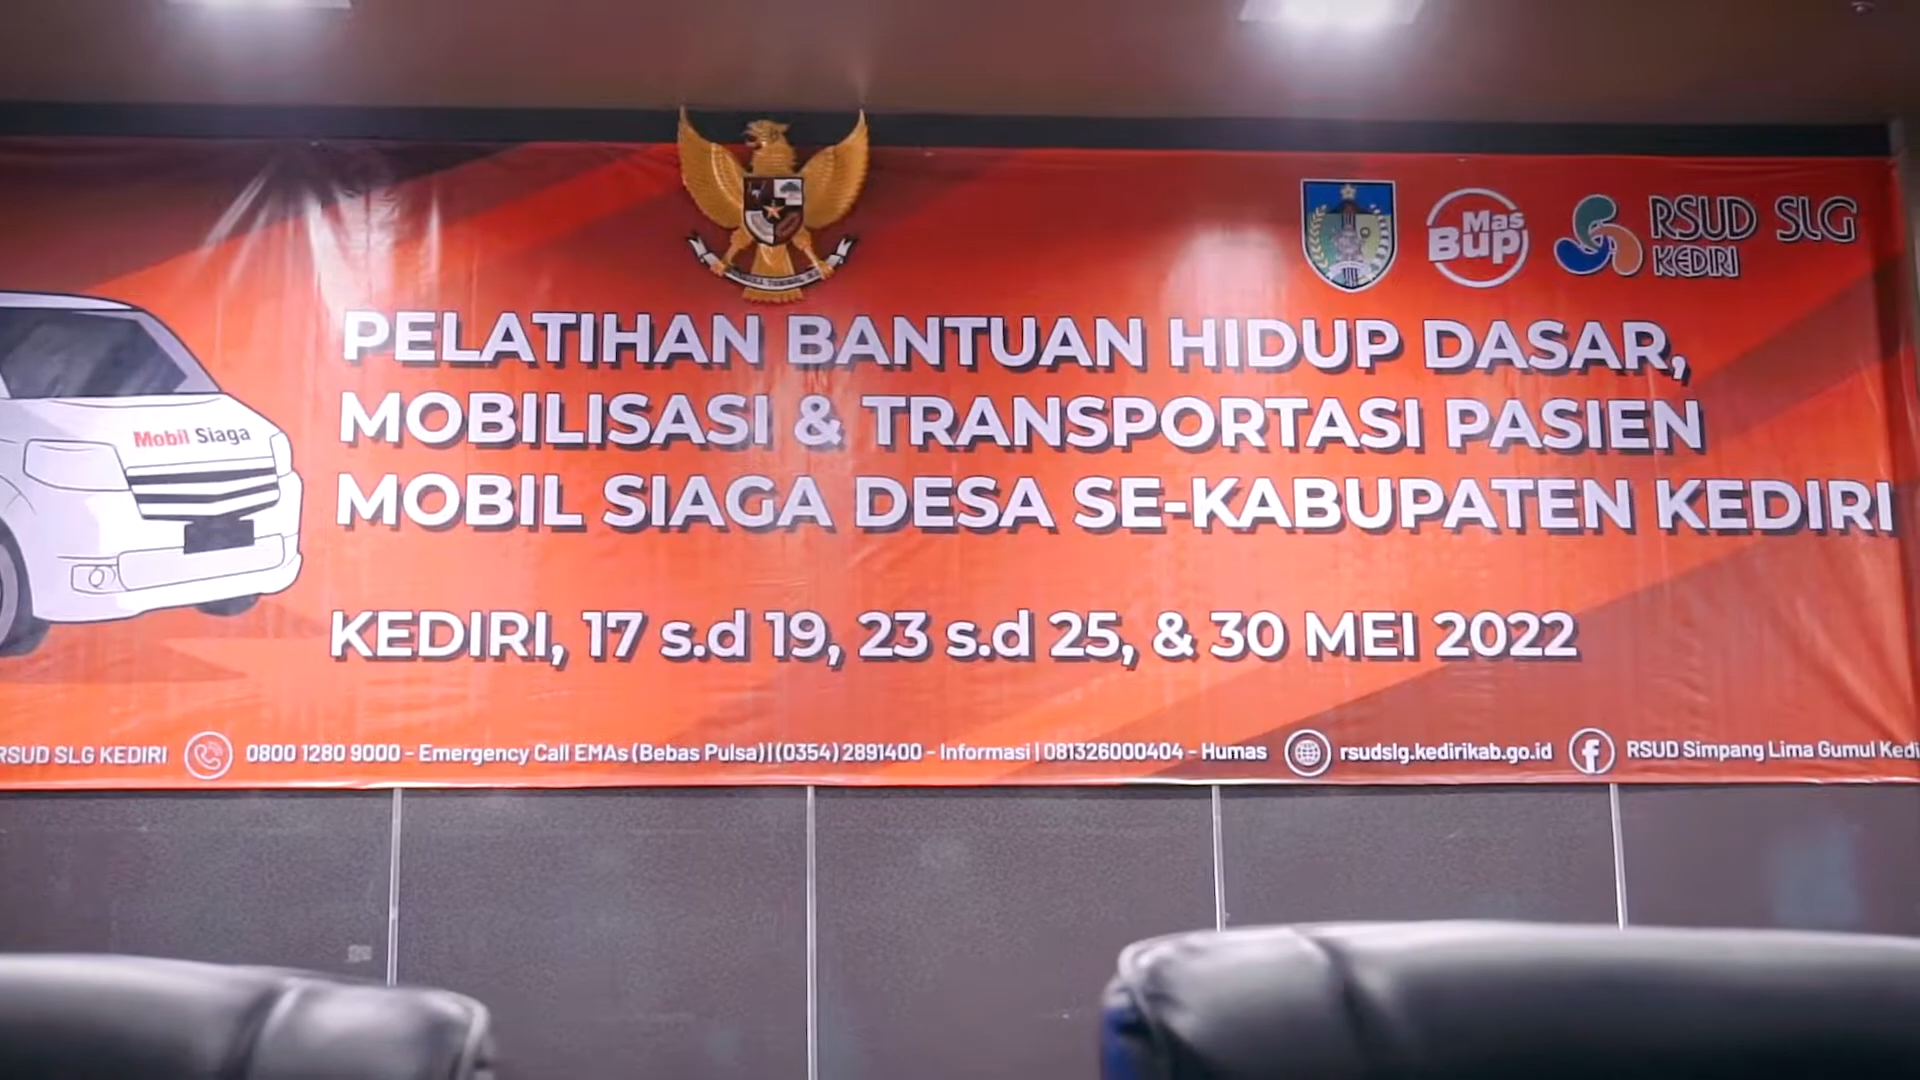 Mas
Bup
RSUD SLG
KEDIRI
PELATIHAN BANTUAN HIDUP DASAR,
MOBILISASI & TRANSPORTASI PASIEN
MOBIL SIAGA DESA SE-KABUPATEN KEDIRI
Mobil Siaga
KEDIRI, 17 s.d 19, 23 s.d 25, & 30 MEI 2022
RSUD SLG KEDIRI 0800 1280 9000 - Emergency Call EMAs (Bebas Pulsa) | (0354) 2891400 - Informasi | 081326000404 - Humas rsudslg.kedirikab.go.id RSUD Simpang Lima Gumul